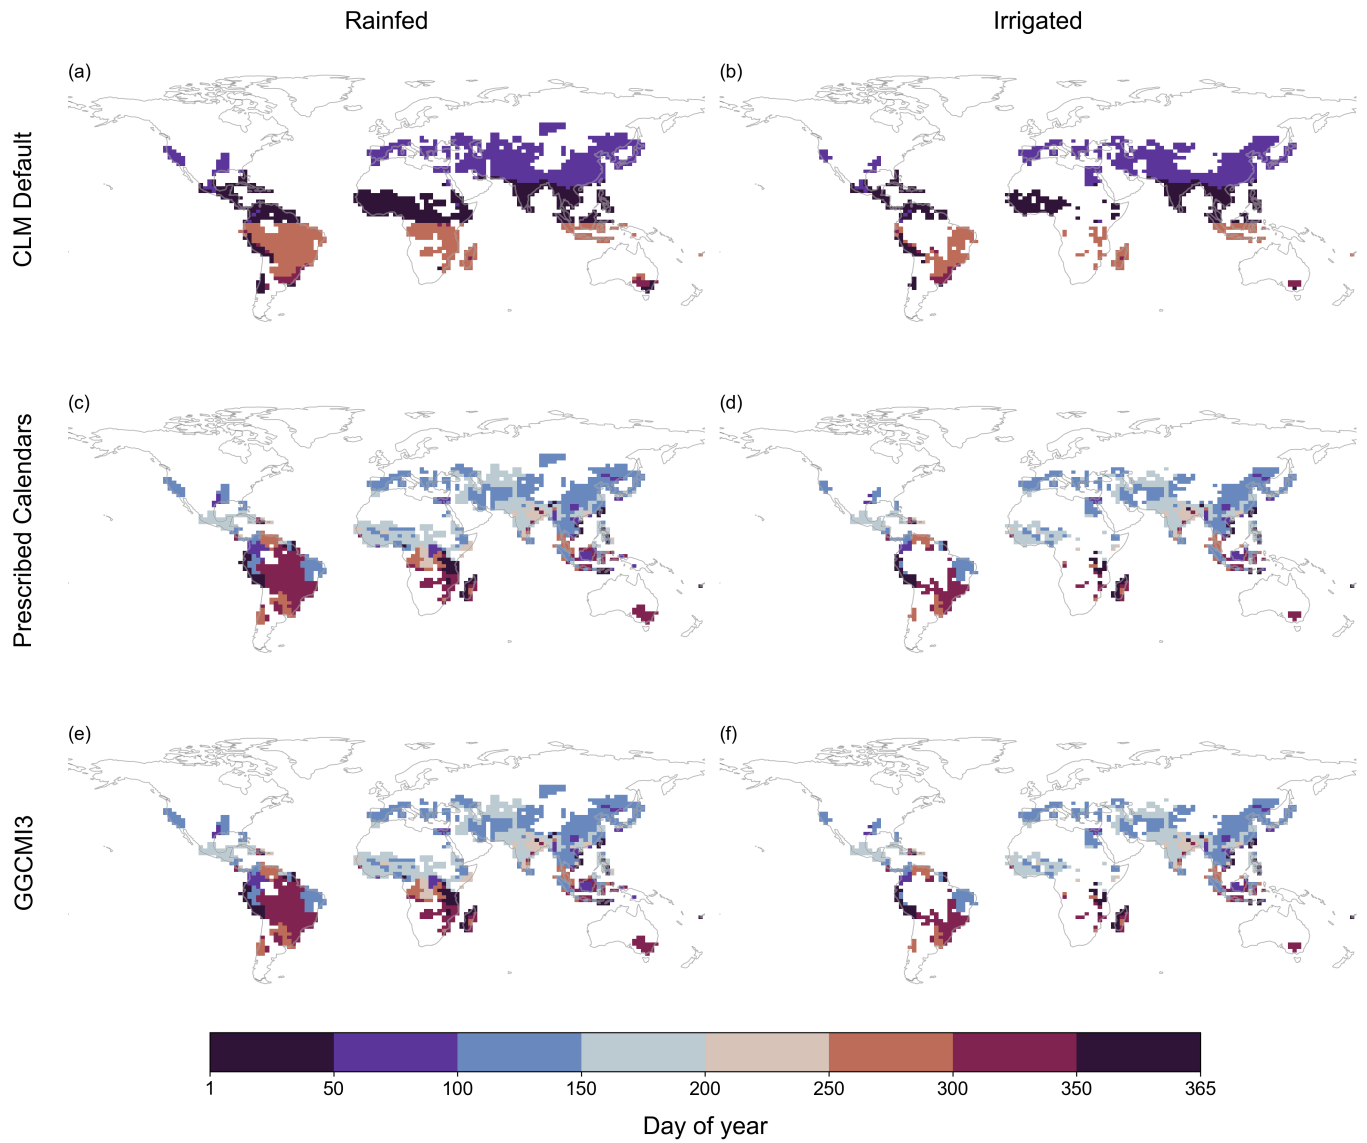 Rainfed Irrigated
(a) (b)
CLM Default
(c) (d)
Prescribed Calendars
(e) (f)
GGCMI3
1 50 100 150 200 250 300 350 365
Day of year